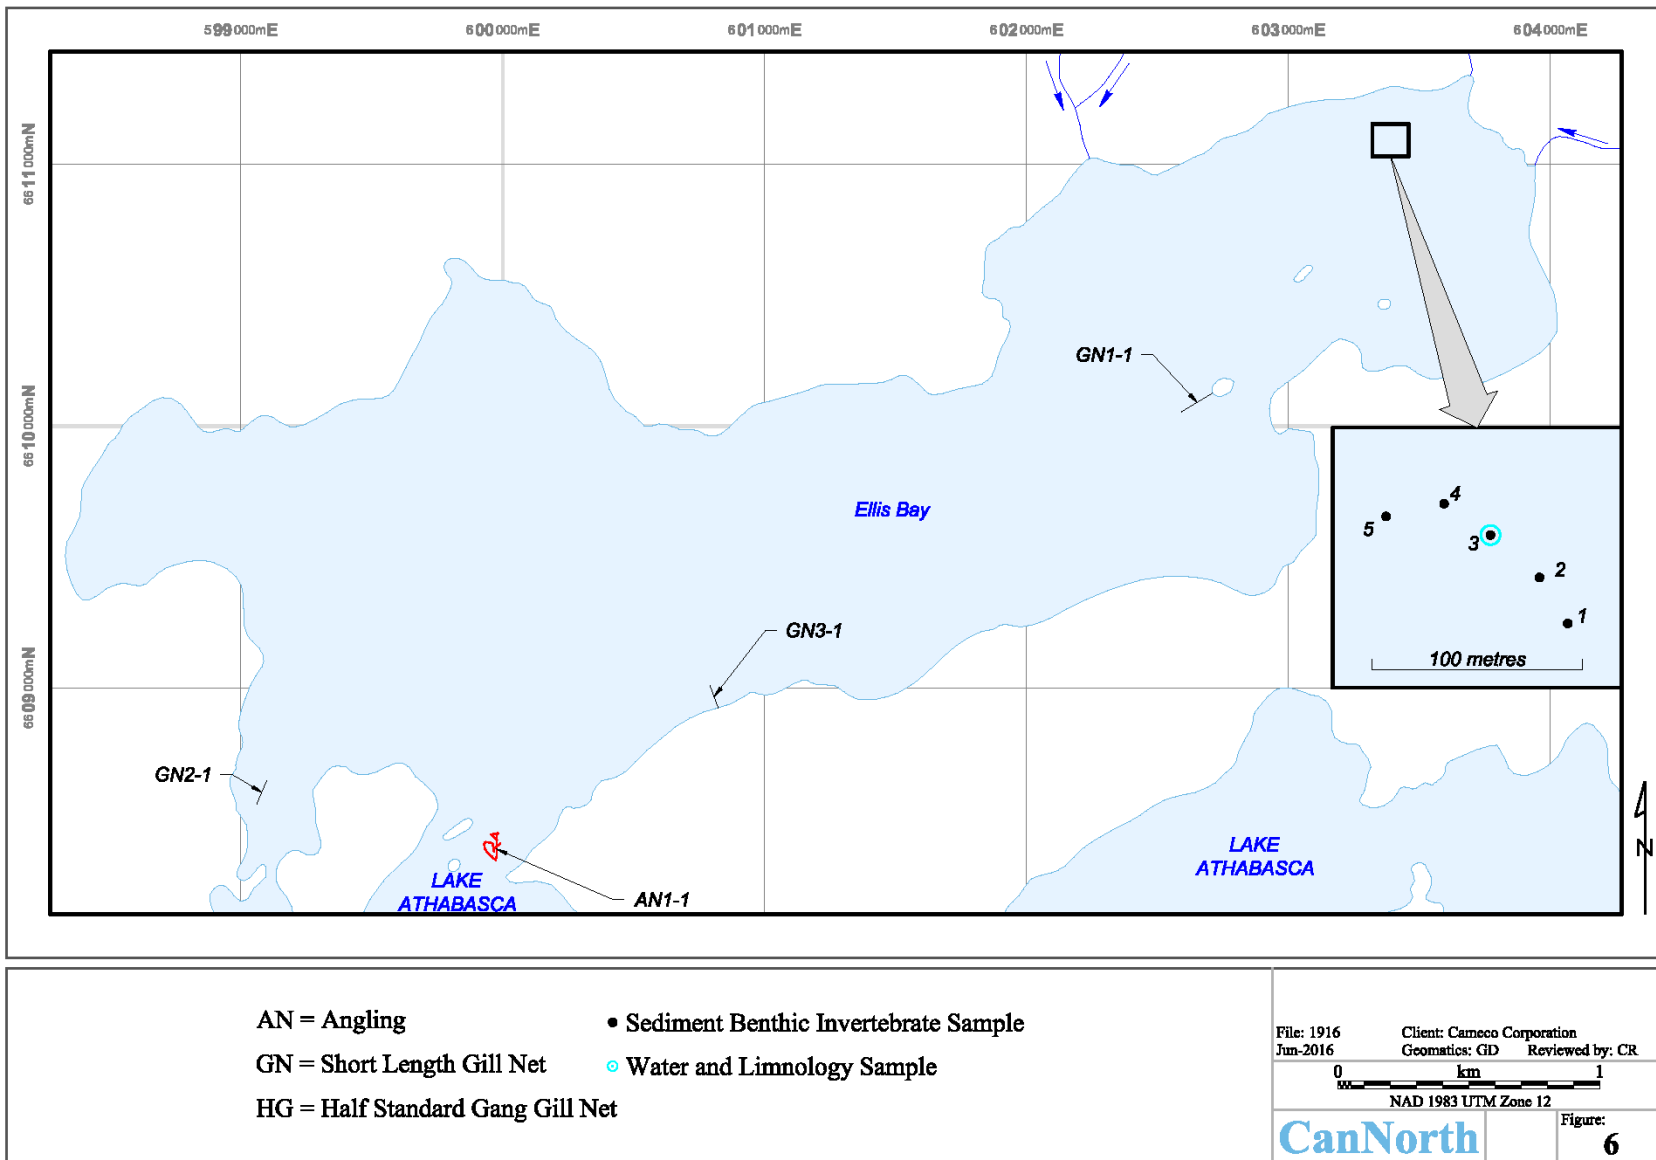 599000mE 600000mE 601000mE 602000mE 603000mE 604000mE
6611000mN
6610000mN
6609000mN
GN1-1
Ellis Bay
4
5
3
2
1
100 metres
GN3-1
GN2-1
LAKE
ATHABASCA
AN1-1
LAKE
ATHABASCA
N
AN = Angling
GN = Short Length Gill Net
HG = Half Standard Gang Gill Net
Sediment Benthic Invertebrate Sample
Water and Limnology Sample
File: 1916 Client: Cameco Corporation
Jun-2016 Geomatics: GD Reviewed by: CR
0 km 1
NAD 1983 UTM Zone 12
CanNorth
Figure:
6